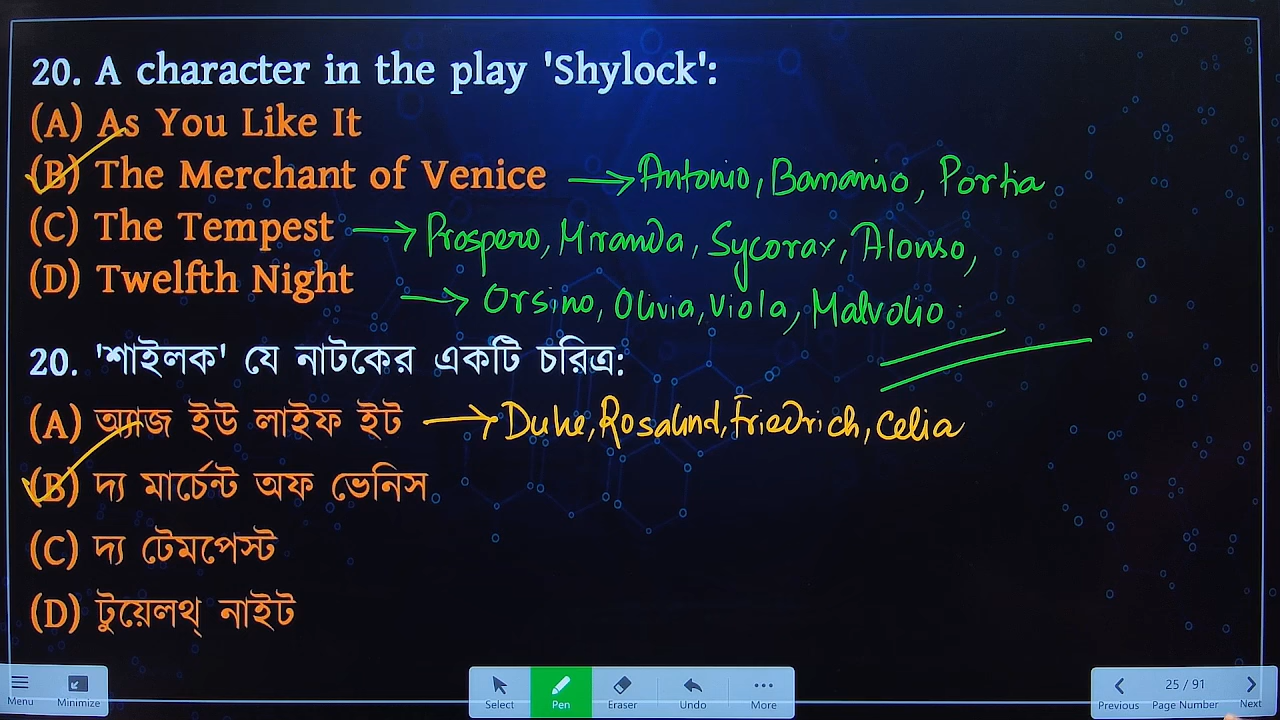 20. A character in the play 'Shylock':
(A) As You Like It
(B) The Merchant of Venice → Antonio, Bassanio, Portia
(C) The Tempest → Prospero, Miranda, Sycorax, Alonso,
(D) Twelfth Night → Orsino, Olivia, Viola, Malvolio
20. 'শাইলক' যে নাটকের একটি চরিত্র:
(A) অ্যাজ ইউ লাইফ ইট → Duke, Rosalind, Friedrich, Celia
(B) দ্য মার্চেন্ট অফ ভেনিস
(C) দ্য টেমপেস্ট
(D) টুয়েলথ্ নাইট
Menu Minimize Select Pen Eraser Undo More Previous 25 / 91 Page Number Next